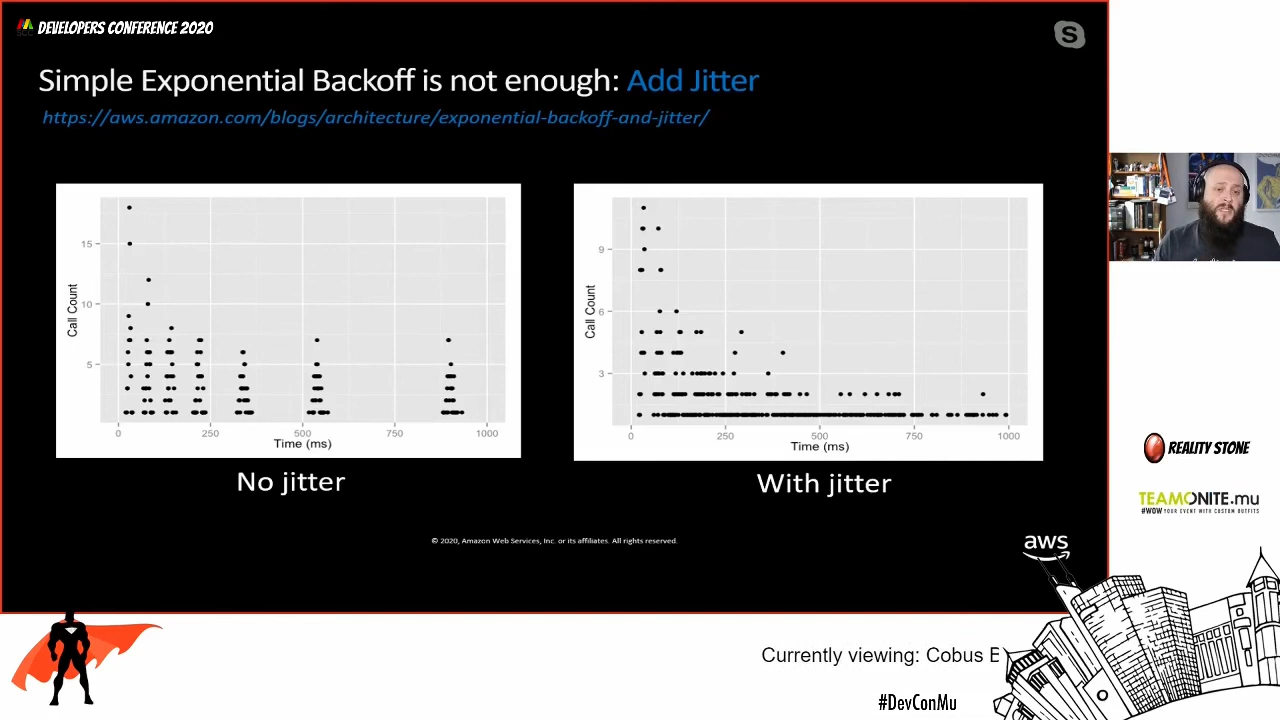 DEVELOPERS CONFERENCE 2020
S
Simple Exponential Backoff is not enough: Add Jitter
https://aws.amazon.com/blogs/architecture/exponential-backoff-and-jitter/
15
10
5
Call Count
0
250
500
750
1000
Time (ms)
No jitter
9
6
3
Call Count
0
250
500
750
1000
Time (ms)
With jitter
© 2020, Amazon Web Services, Inc. or its affiliates. All rights reserved.
aws
REALITY STONE
TEAMONITE.mu
#WOW YOUR EVENT WITH CUSTOM OUTFITS
Currently viewing: Cobus B
#DevConMu